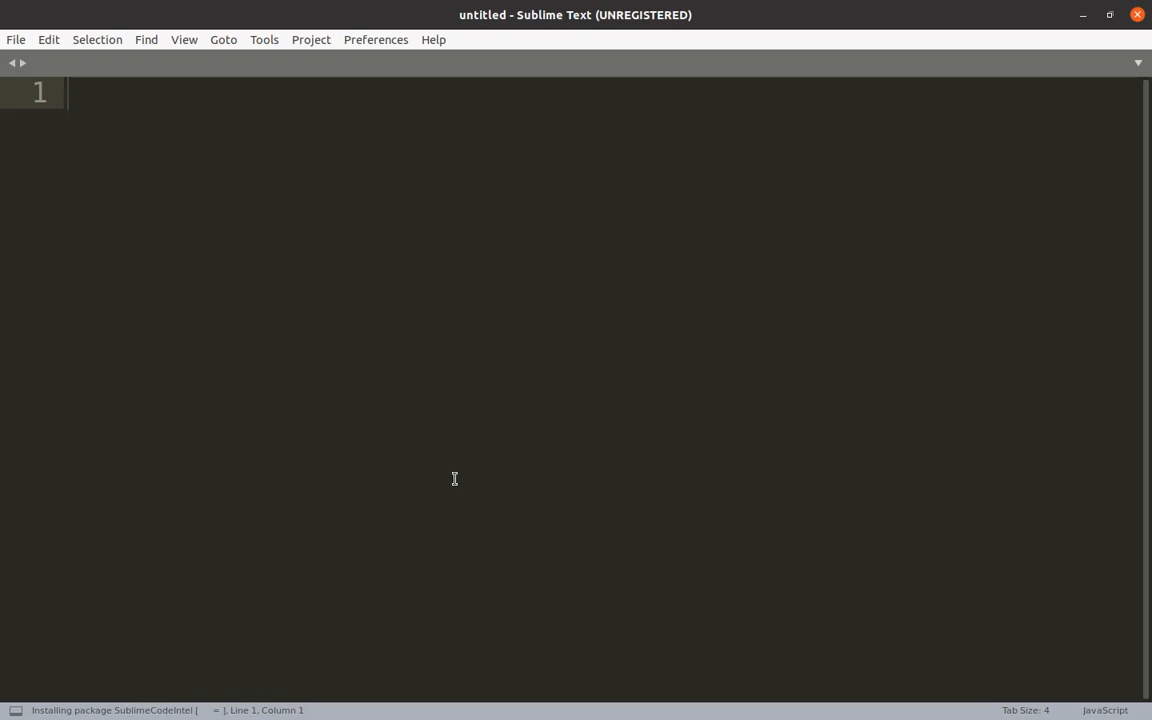 untitled - Sublime Text (UNREGISTERED)
File Edit Selection Find View Goto Tools Project Preferences Help
1
Installing package SublimeCodeIntel [ = ], Line 1, Column 1 Tab Size: 4 JavaScript